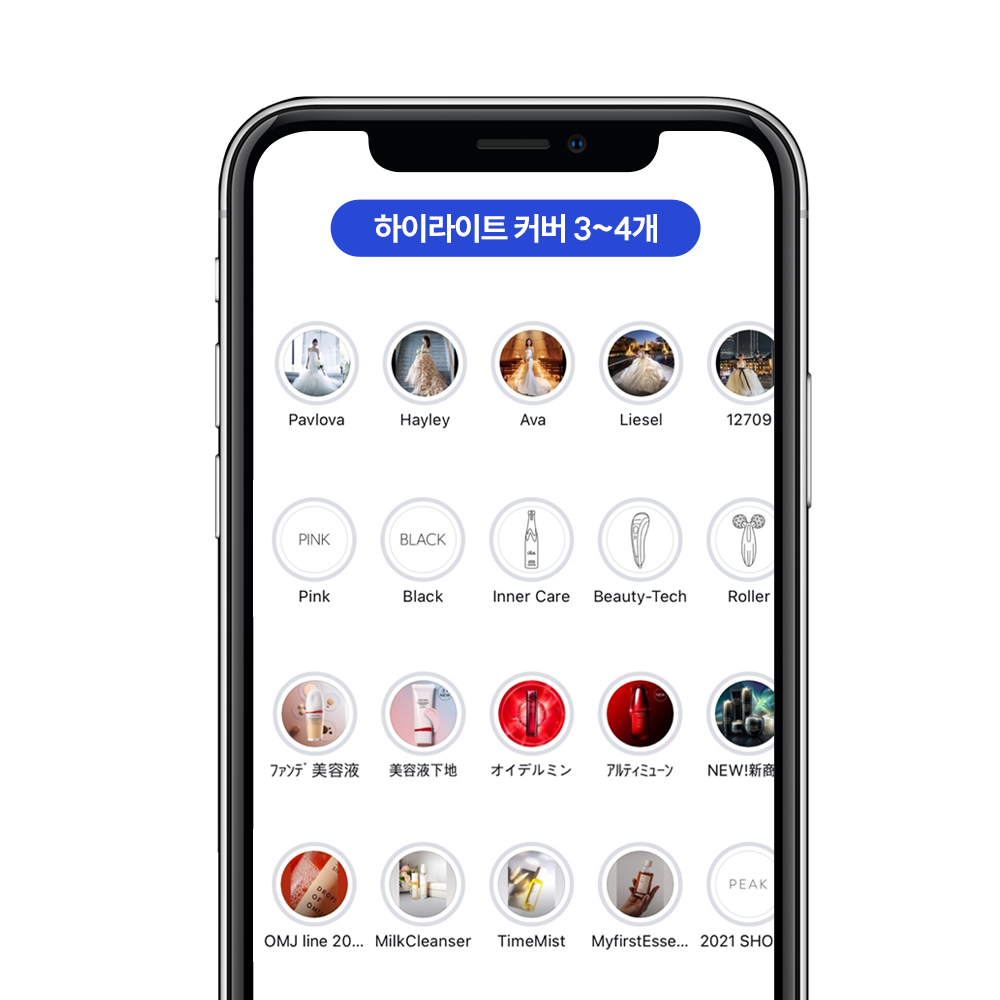 하이라이트 커버 3~4개
Pavlova
Hayley
Ava
Liesel
12709
PINK
BLACK
Pink
Black
Inner Care
Beauty-Tech
Roller
ﾌｧﾝﾃﾞ美容液
美容液下地
オイデルミン
ｱﾙﾃｨﾐｭｰﾝ
NEW!新商
DROPS
OF
OMJ
PEAK
OMJ line 20...
MilkCleanser
TimeMist
MyfirstEsse...
2021 SHO